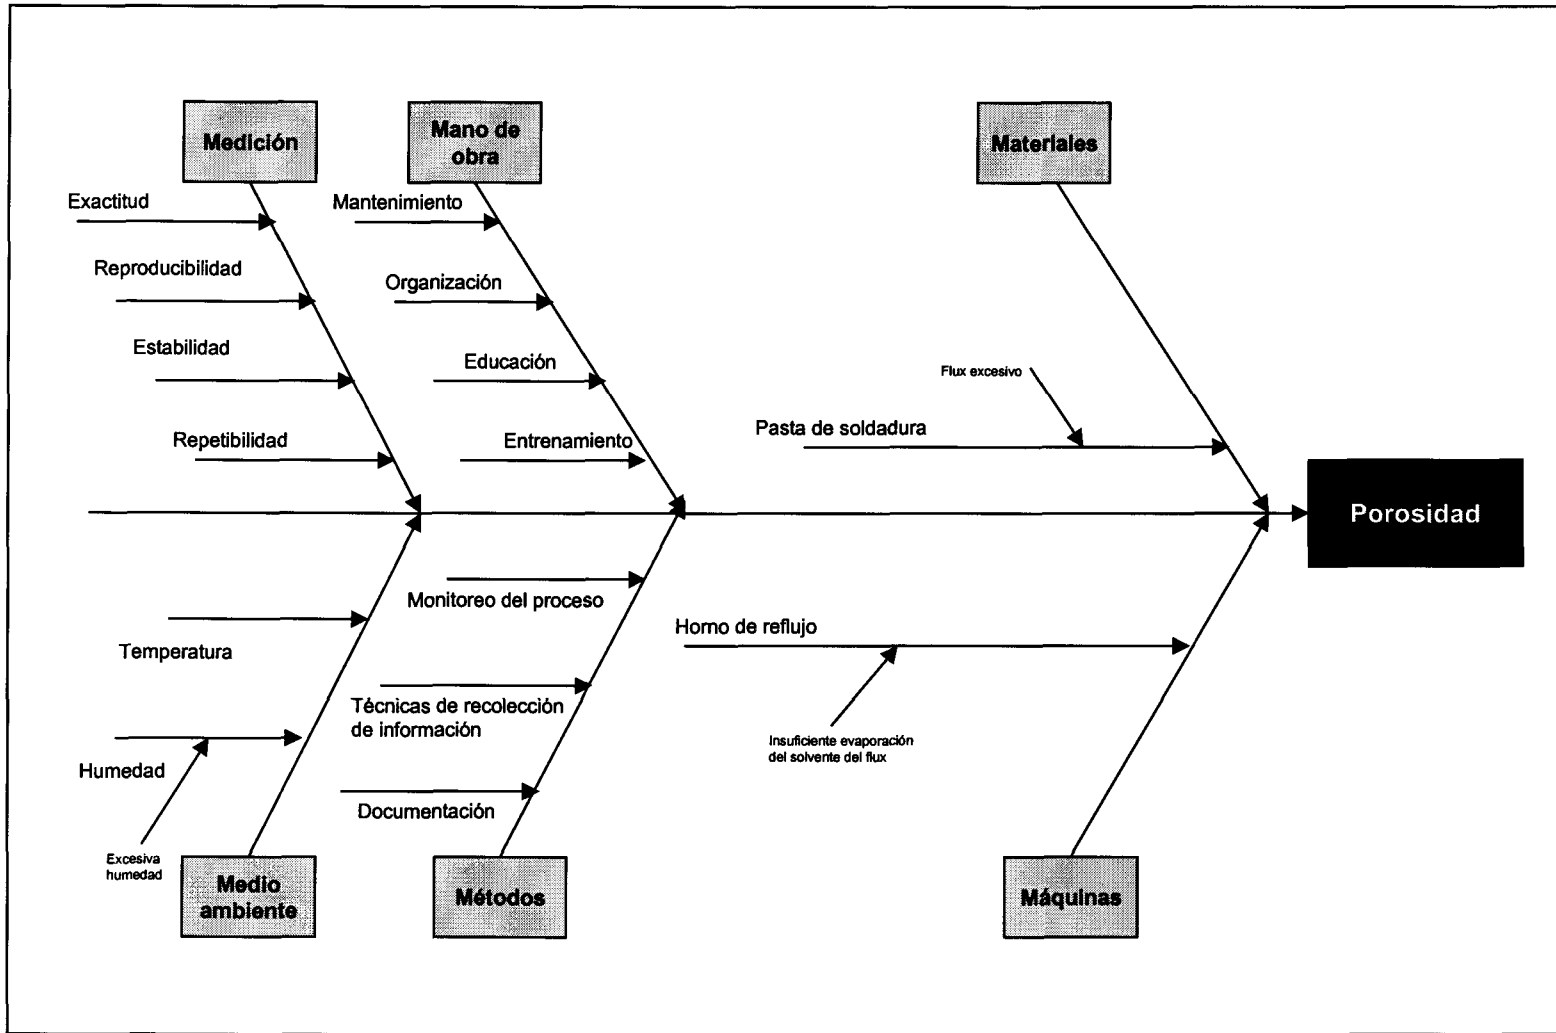 Medición
Mano de
obra
Materiales
Exactitud
Mantenimiento
Reproducibilidad
Organización
Estabilidad
Educación
Flux excesivo
Repetibilidad
Entrenamiento
Pasta de soldadura
Porosidad
Monitoreo del proceso
Temperatura
Horno de reflujo
Técnicas de recolección
de información
Humedad
Insuficiente evaporación
del solvente del flux
Documentación
Excesiva
humedad
Medio
ambiente
Métodos
Máquinas